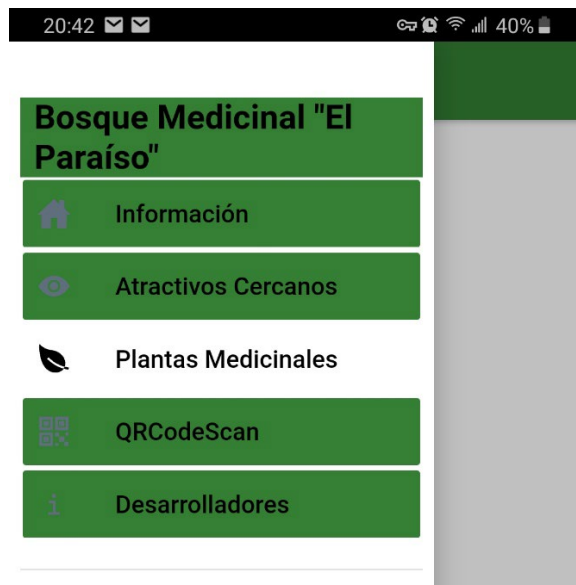 20:42 40%
Bosque Medicinal "El
Paraíso"
Información
Atractivos Cercanos
Plantas Medicinales
QRCodeScan
Desarrolladores